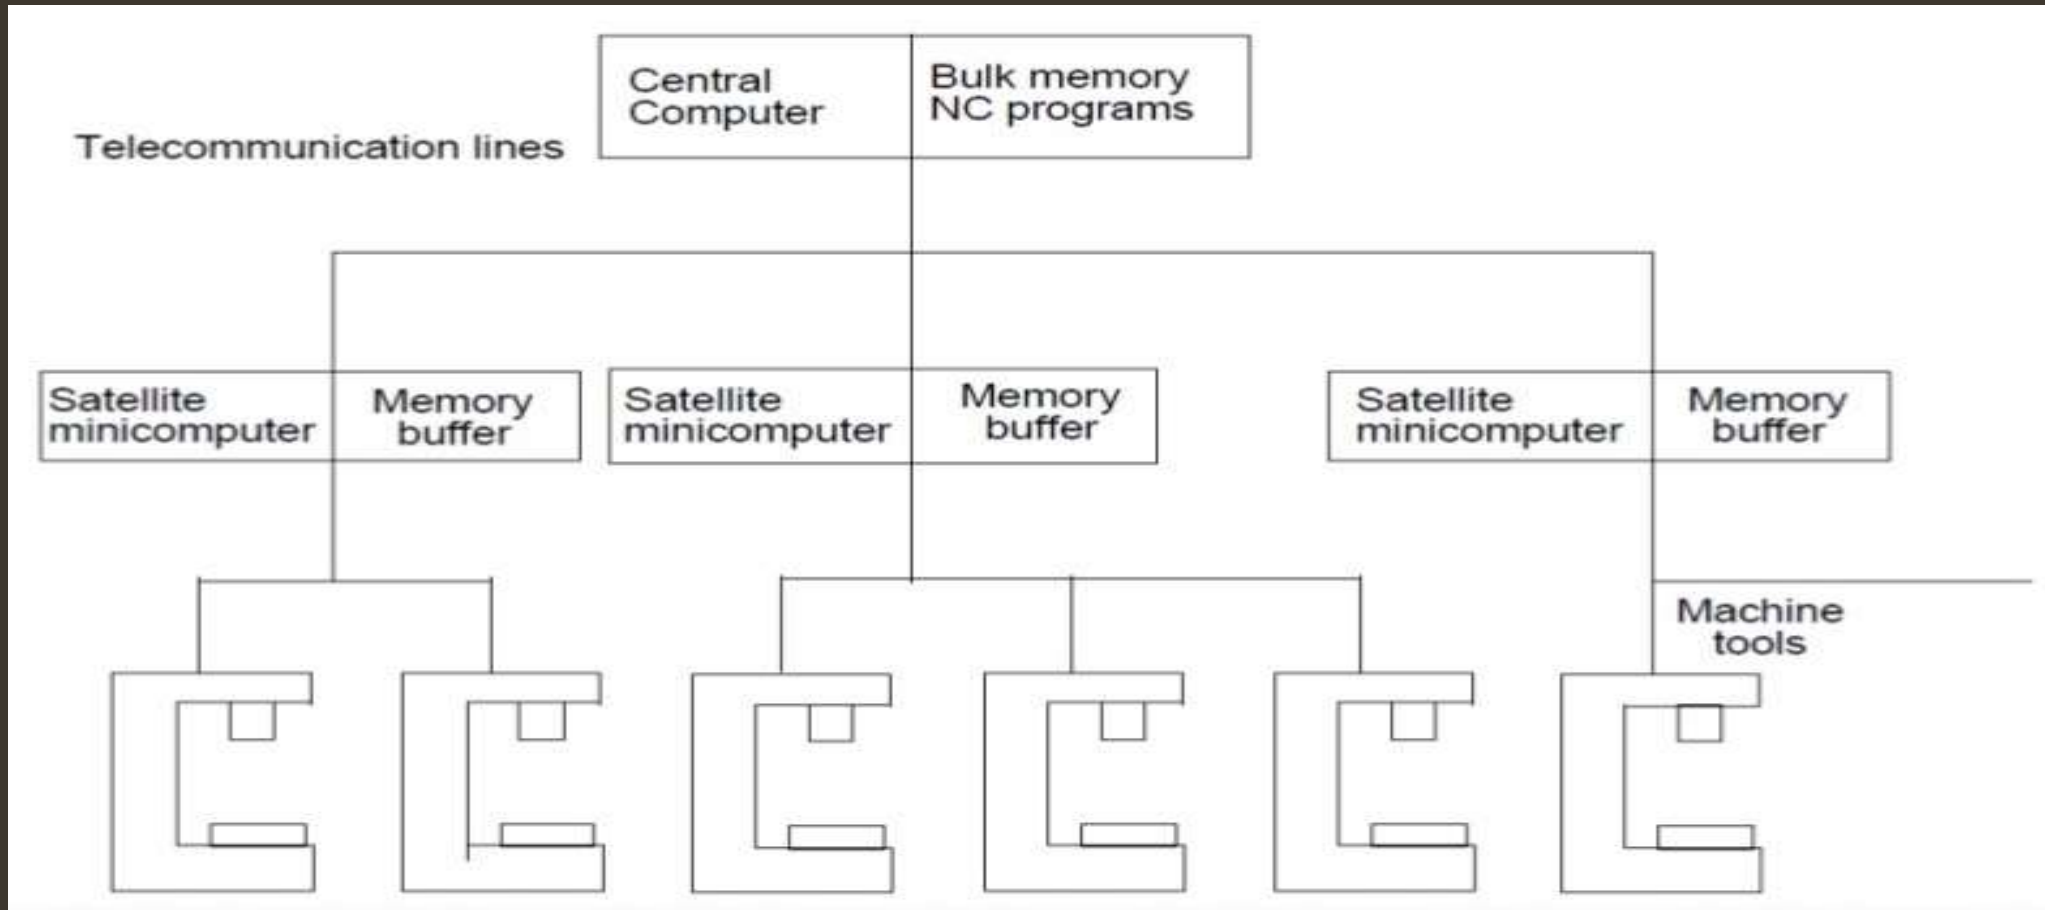 Central
Computer
Bulk memory
NC programs
Telecommunication lines
Satellite
minicomputer
Memory
buffer
Satellite
minicomputer
Memory
buffer
Satellite
minicomputer
Memory
buffer
Machine
tools